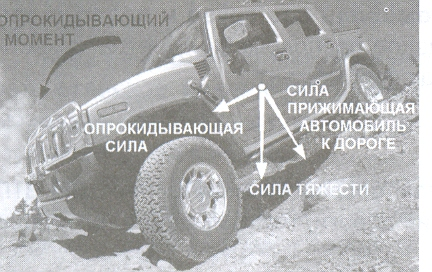 ОПРОКИДЫВАЮЩИЙ
МОМЕНТ
СИЛА
ПРИЖИМАЮЩАЯ
АВТОМОБИЛЬ
К ДОРОГЕ
ОПРОКИДЫВАЮЩАЯ
СИЛА
СИЛА ТЯЖЕСТИ